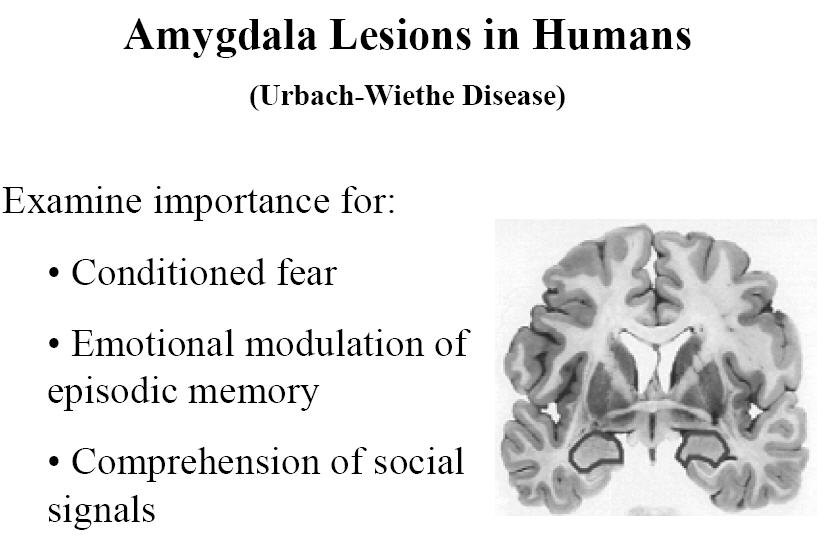 Amygdala Lesions in Humans
(Urbach-Wiethe Disease)
Examine importance for:
• Conditioned fear
• Emotional modulation of
episodic memory
• Comprehension of social
signals